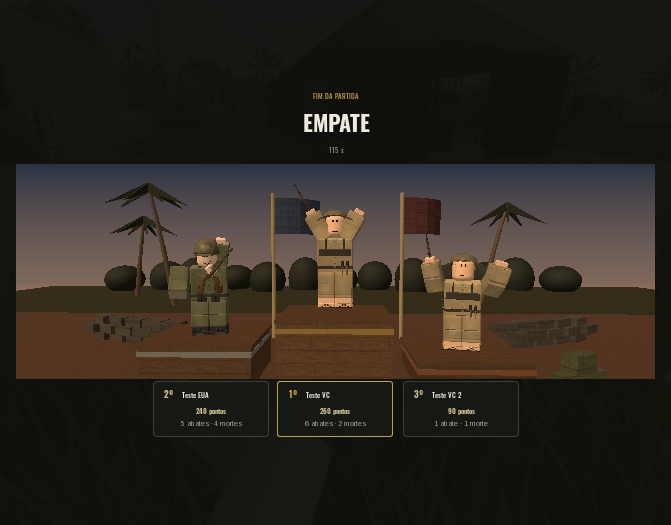 FIM DA PARTIDA
EMPATE
115 s
2º Teste EUA
240 pontos
5 abates · 4 mortes
1º Teste VC
260 pontos
6 abates · 2 mortes
3º Teste VC 2
90 pontos
1 abate · 1 morte